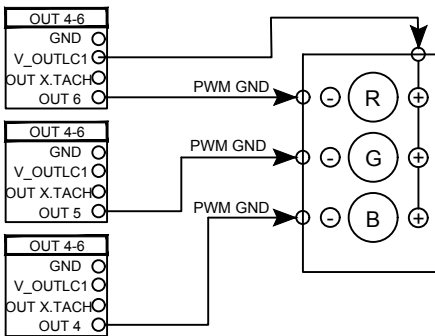 OUT 4-6
GND
V_OUTLC1
OUT X.TACH
OUT 6
PWM GND
- R +
OUT 4-6
GND
V_OUTLC1
OUT X.TACH
OUT 5
PWM GND
- G +
OUT 4-6
GND
V_OUTLC1
OUT X.TACH
OUT 4
PWM GND
- B +